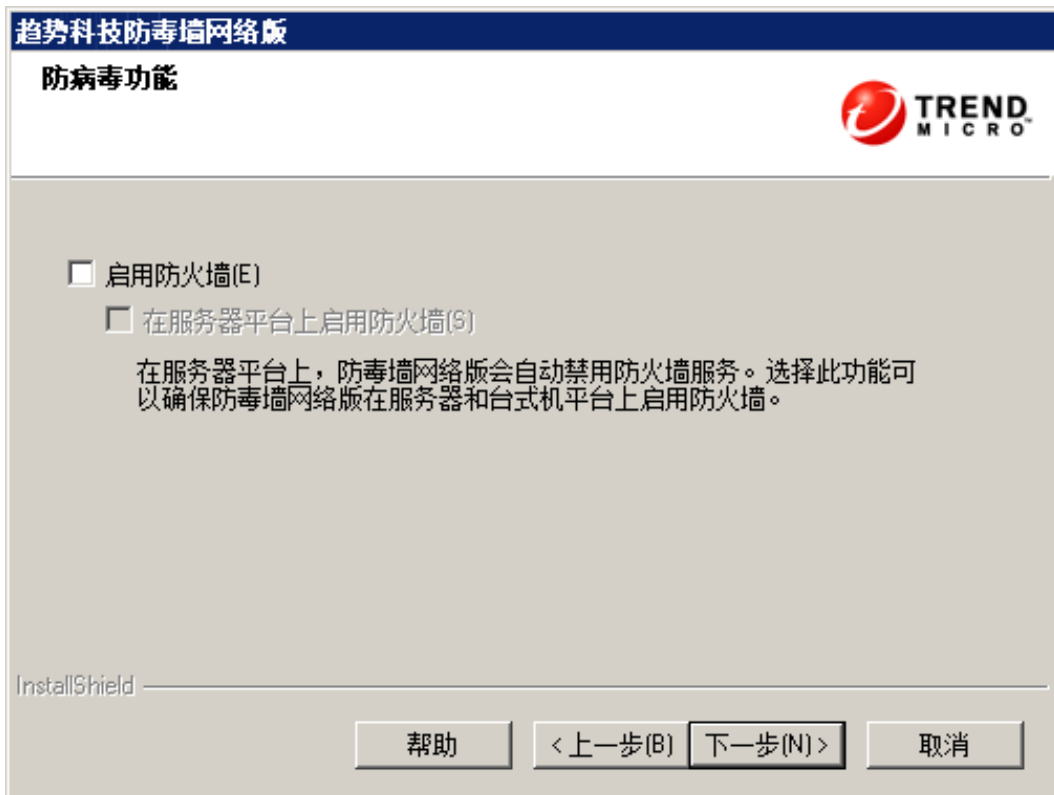 趋势科技防毒墙网络版
防病毒功能
TREND
MICRO
启用防火墙(E)
在服务器平台上启用防火墙(S)
在服务器平台上，防毒墙网络版会自动禁用防火墙服务。选择此功能可
以确保防毒墙网络版在服务器和台式机平台上启用防火墙。
InstallShield
帮助 <上一步(B) 下一步(N)> 取消